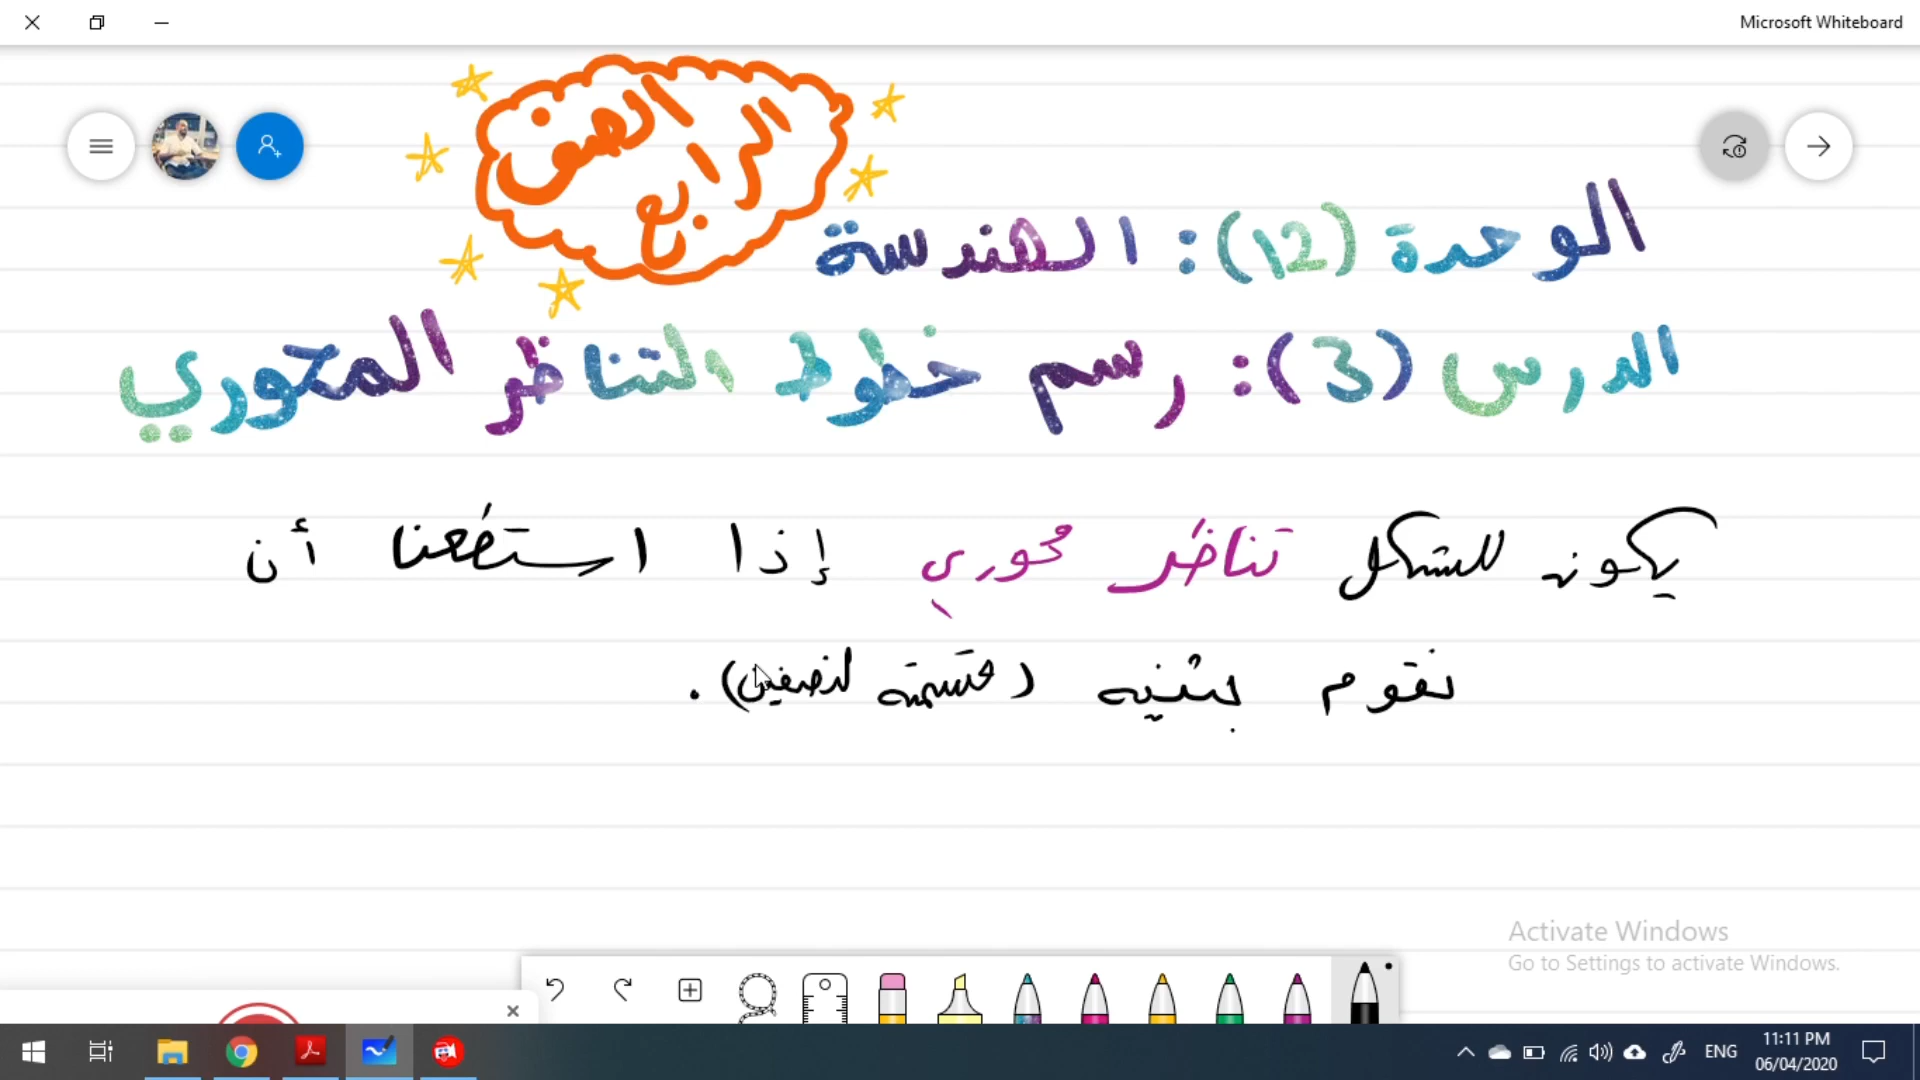 Microsoft Whiteboard
الصف
الرابع
الوحدة (12): الهندسة
الدرس (3): رسم خطوط التناظر المحوري
يكون للشكل تناظر محوري إذا استطعنا أن
نقوم بثنيه (قسمته لنصفين).
Activate Windows
Go to Settings to activate Windows.
ENG
11:11 PM
06/04/2020